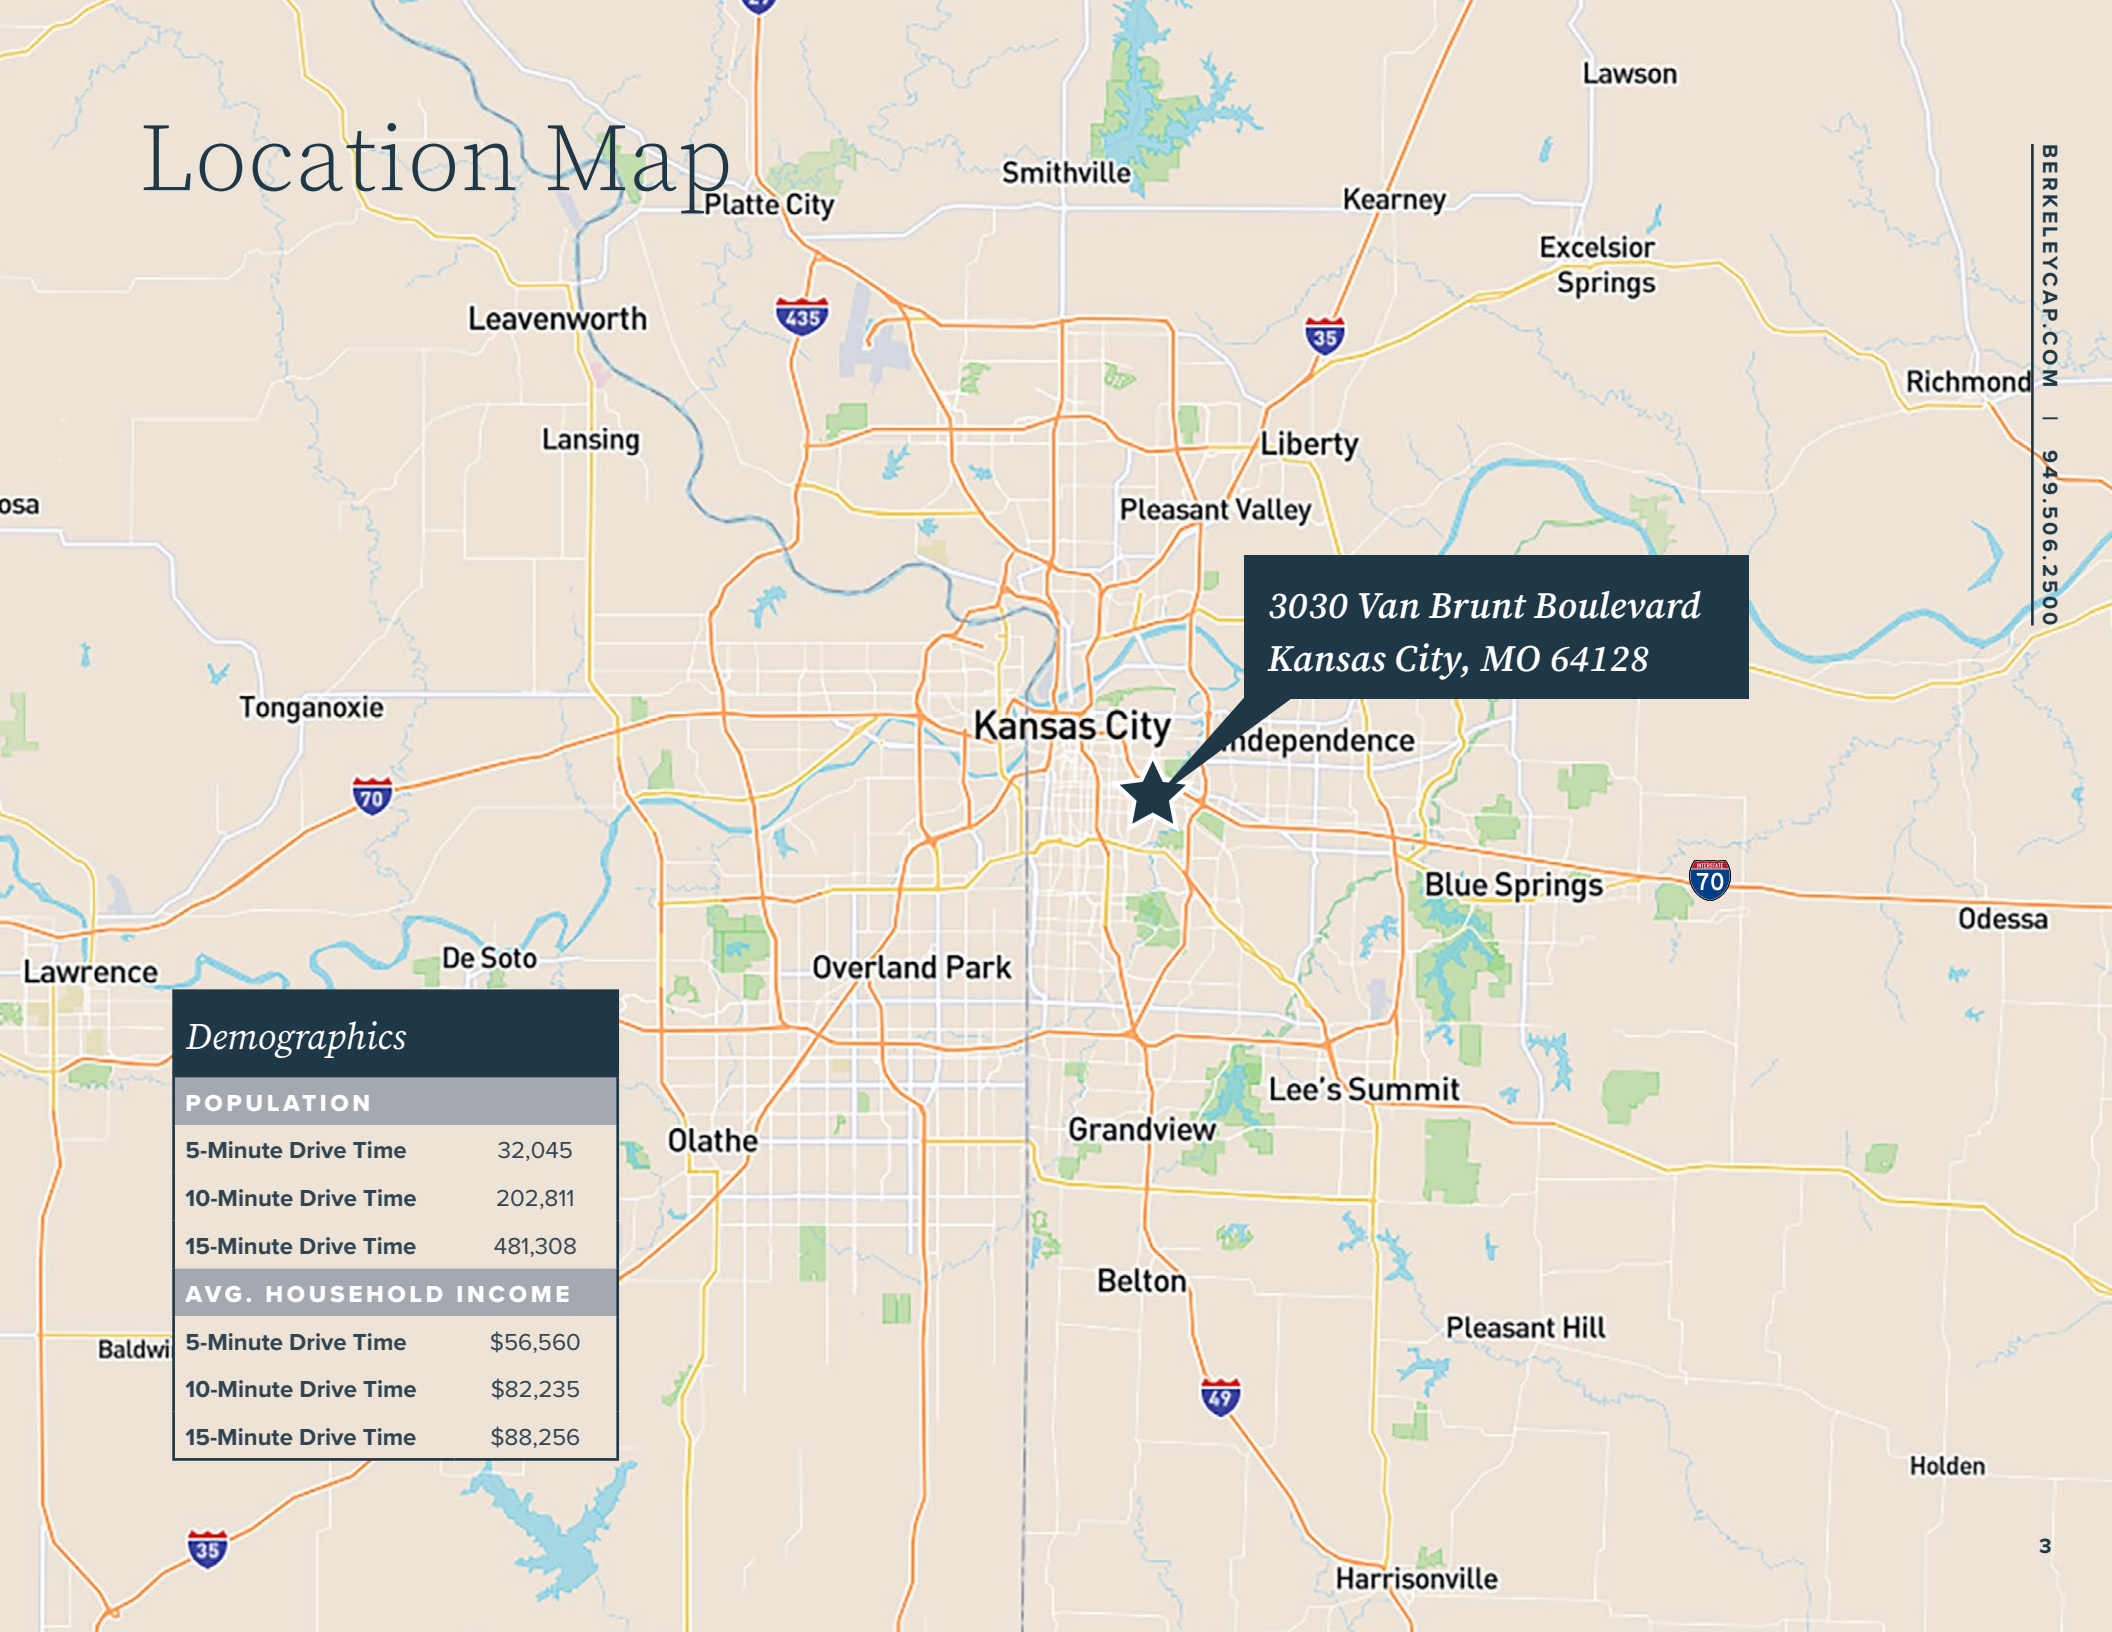 Location Map
29
Lawson
Smithville
Platte City
Kearney
Excelsior
Springs
Leavenworth
435
35
Richmond
Lansing
Liberty
osa
Pleasant Valley
BERKELEYCAP.COM | 949.506.2500
3030 Van Brunt Boulevard
Kansas City, MO 64128
Tonganoxie
Kansas City
Independence
70
Blue Springs
INTERSTATE
70
Odessa
Lawrence
De Soto
Overland Park
Lee's Summit
Grandview
Olathe
Belton
Pleasant Hill
Baldwi
49
Holden
35
Harrisonville
Demographics
POPULATION
5-Minute Drive Time 32,045
10-Minute Drive Time 202,811
15-Minute Drive Time 481,308
AVG. HOUSEHOLD INCOME
5-Minute Drive Time $56,560
10-Minute Drive Time $82,235
15-Minute Drive Time $88,256
3